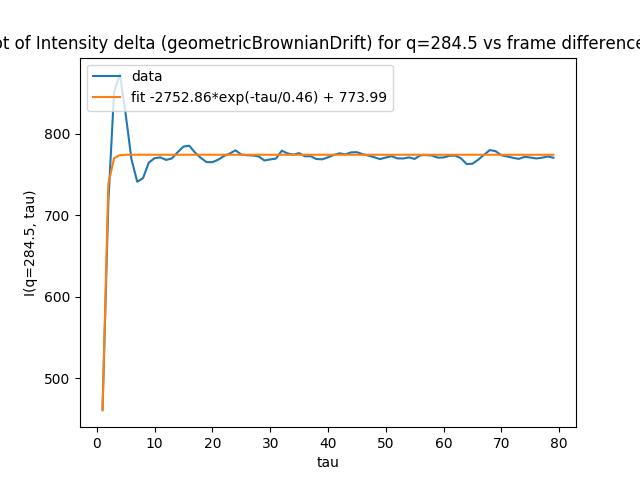 ot of Intensity delta (geometricBrownianDrift) for q=284.5 vs frame difference
data
fit -2752.86*exp(-tau/0.46) + 773.99
I(q=284.5, tau)
800
700
600
500
0 10 20 30 40 50 60 70 80
tau